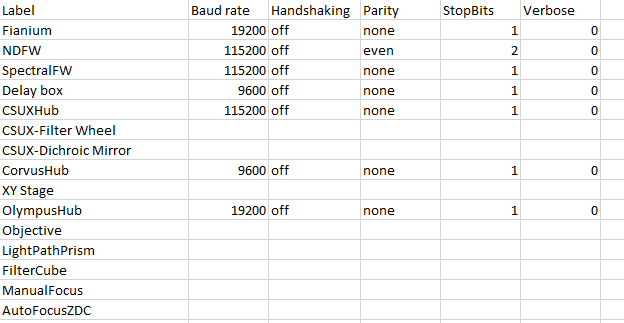 Label Baud rate Handshaking Parity StopBits Verbose
Fianium 19200 off none 1 0
NDFW 115200 off even 2 0
SpectralFW 115200 off none 1 0
Delay box 9600 off none 1 0
CSUXHub 115200 off none 1 0
CSUX-Filter Wheel
CSUX-Dichroic Mirror
CorvusHub 9600 off none 1 0
XY Stage
OlympusHub 19200 off none 1 0
Objective
LightPathPrism
FilterCube
ManualFocus
AutoFocusZDC